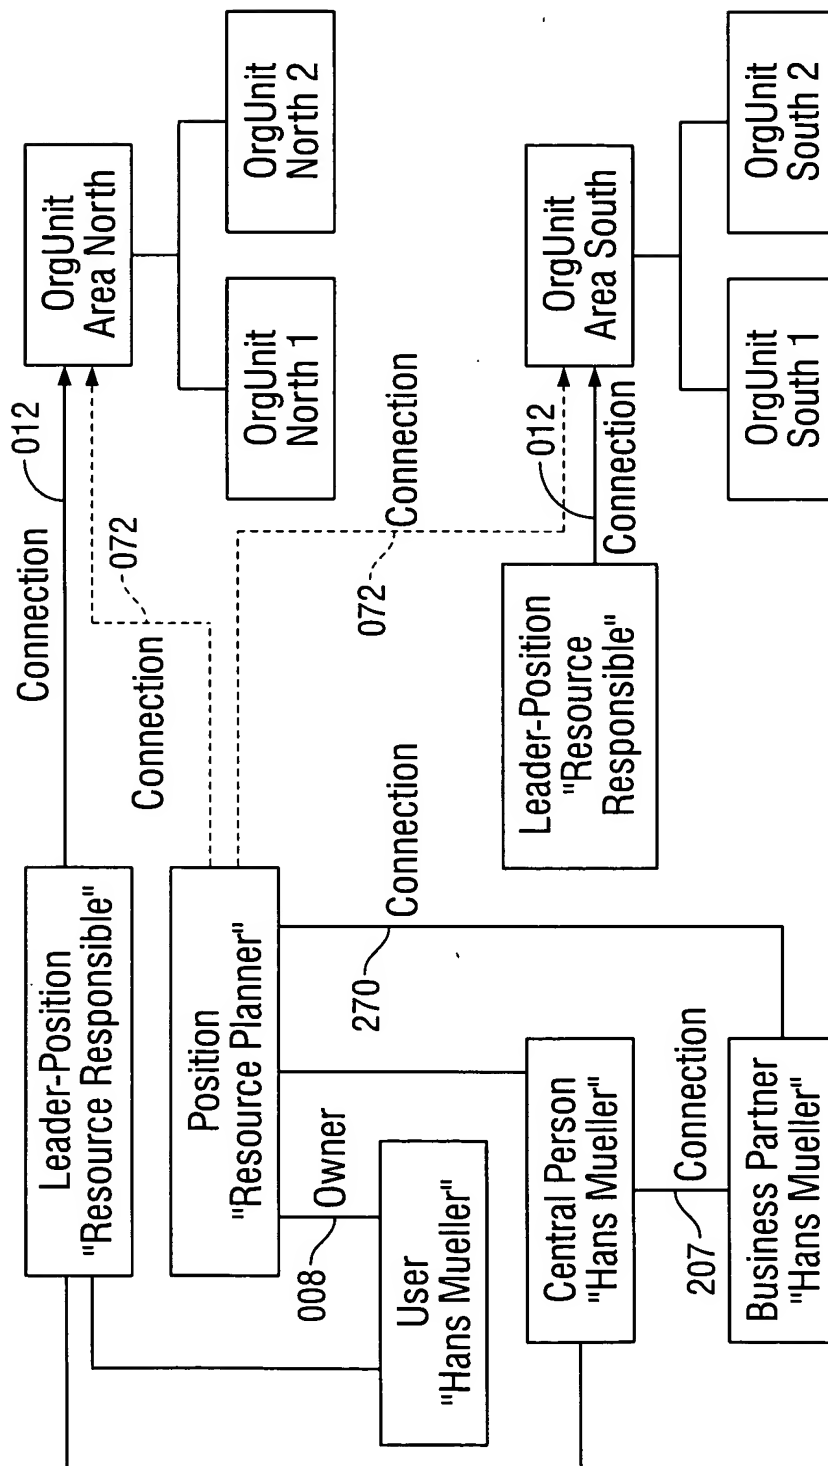 Leader-Position
"Resource Responsible"
Connection
012
OrgUnit
Area North
Position
"Resource Planner"
Connection
072
OrgUnit
North 1
OrgUnit
North 2
008
Owner
User
"Hans Mueller"
270
Connection
072
Connection
Central Person
"Hans Mueller"
Leader-Position
"Resource
Responsible"
012
Connection
OrgUnit
Area South
207
Connection
Business Partner
"Hans Mueller"
OrgUnit
South 1
OrgUnit
South 2